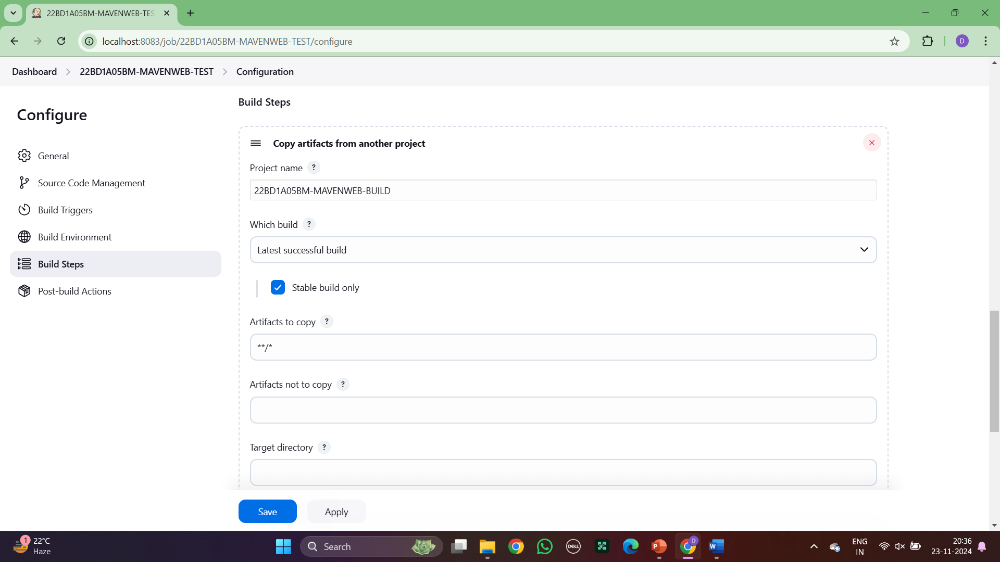 22BD1A05BM-MAVENWEB-TES
localhost:8083/job/22BD1A05BM-MAVENWEB-TEST/configure
D
Dashboard
22BD1A05BM-MAVENWEB-TEST
Configuration
Configure
General
Source Code Management
Build Triggers
Build Environment
Build Steps
Post-build Actions
Build Steps
Copy artifacts from another project
Project name ?
22BD1A05BM-MAVENWEB-BUILD
Which build ?
Latest successful build
Stable build only
Artifacts to copy ?
**/*
Artifacts not to copy ?
Target directory ?
Save
Apply
1
22°C
Haze
Search
DELL
P
D
W
ENG
IN
20:36
23-11-2024